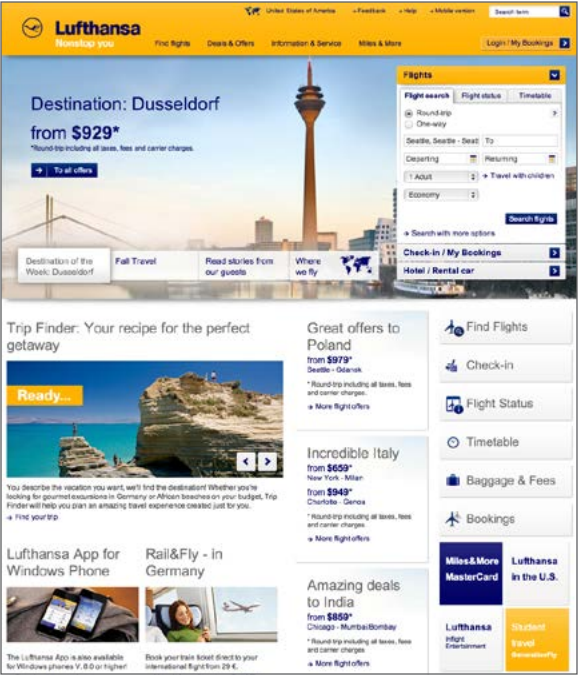 United States of America
Feedback
Help
Mobile version
Search term
Lufthansa
Nonstop you
Find flights
Deals & Offers
Information & Service
Miles & More
Login / My Bookings
Destination: Dusseldorf
from $929*
*Round-trip including all taxes, fees and carrier charges.
To all offers
Flights
Flight search
Flight status
Timetable
Round-trip
?
One-way
Seattle, Seattle - Seat
To
Departing
Returning
1 Adult
Travel with children
Economy
Search flights
Search with more options
Check-in / My Bookings
Hotel / Rental car
Destination of the
Week: Dusseldorf
Fall Travel
Read stories from
our guests
Where
we fly
Trip Finder: Your recipe for the perfect
getaway
Ready...
You describe the vacation you want, we'll find the destination! Whether you're
looking for gourmet excursions in Germany or African beaches on your budget, Trip
Finder will help you plan an amazing travel experience created just for you.
Find your trip
Lufthansa App for
Windows Phone
The Lufthansa App is also available
for Windows phones V. 8.0 or higher!
Rail&Fly - in
Germany
Book your train ticket direct to your
international flight from 29 €.
Great offers to
Poland
from $979*
Seattle - Gdansk
* Round-trip including all taxes, fees
and carrier charges.
More flight offers
Incredible Italy
from $659*
New York - Milan
from $949*
Charlotte - Genoa
* Round-trip including all taxes, fees
and carrier charges.
More flight offers
Amazing deals
to India
from $859*
Chicago - Mumbai/Bombay
* Round-trip including all taxes, fees
and carrier charges.
More flight offers
Find Flights
Check-in
Flight Status
Timetable
Baggage & Fees
Bookings
Miles&More
MasterCard
Lufthansa
in the U.S.
Lufthansa
Inflight
Entertainment
Student
travel
GenerationFly